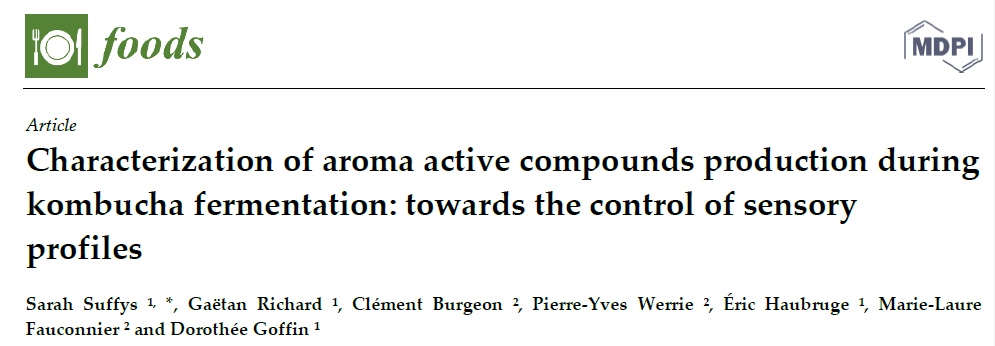 foods
MDPI
Article
Characterization of aroma active compounds production during
kombucha fermentation: towards the control of sensory
profiles
Sarah Suffys ¹, *, Gaëtan Richard ¹, Clément Burgeon ², Pierre-Yves Werrie ², Éric Haubruge ¹, Marie-Laure
Fauconnier ² and Dorothée Goffin ¹